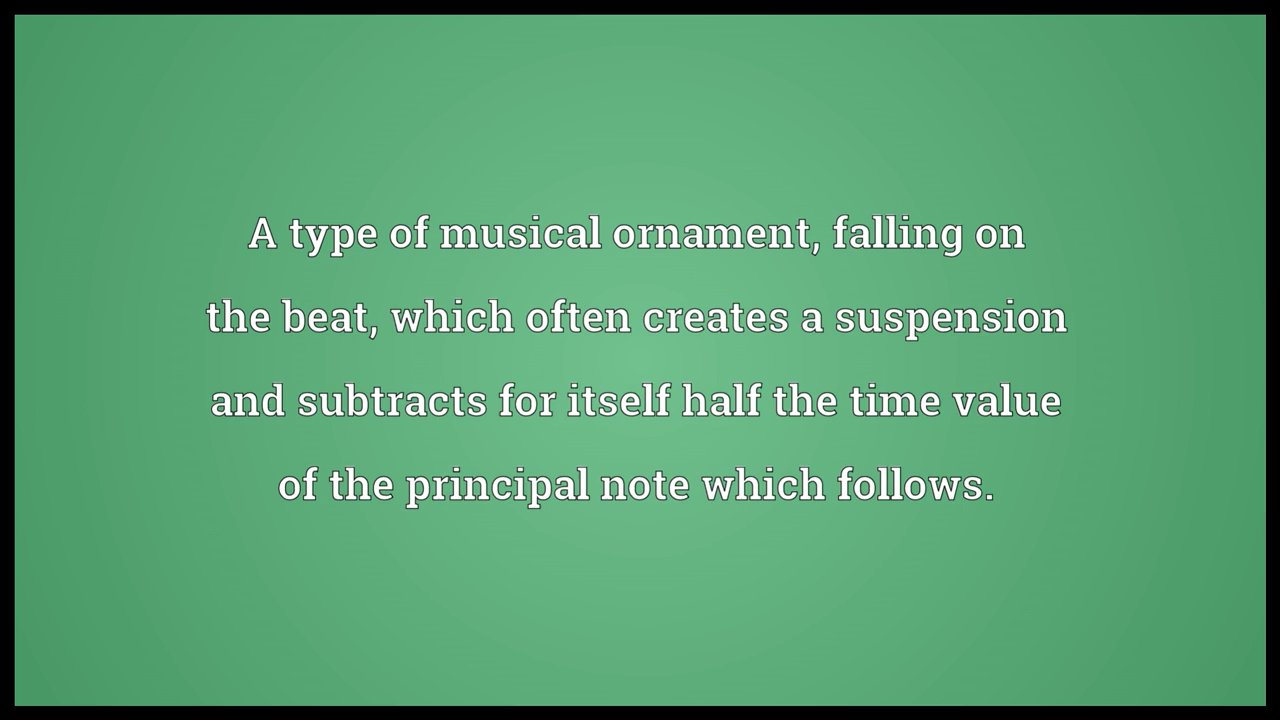 A type of musical ornament, falling on
the beat, which often creates a suspension
and subtracts for itself half the time value
of the principal note which follows.